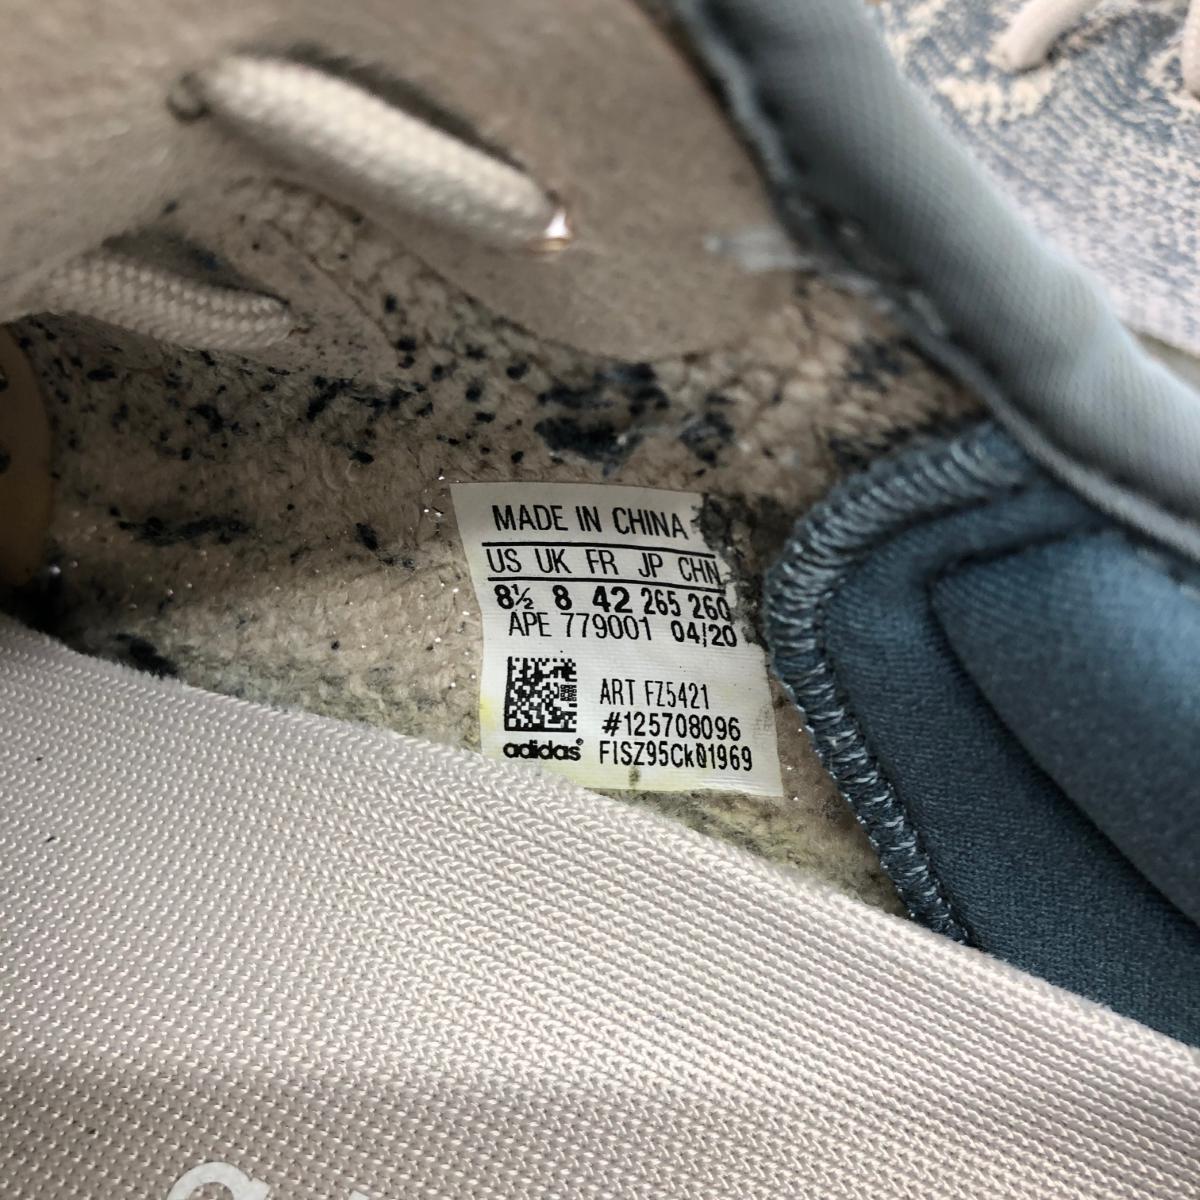 MADE IN CHINA
US UK FR JP CHN
8½ 8 42 265 260
APE 779001 04/20
ART FZ5421
#125708096
adidas® F1SZ95Ck01969